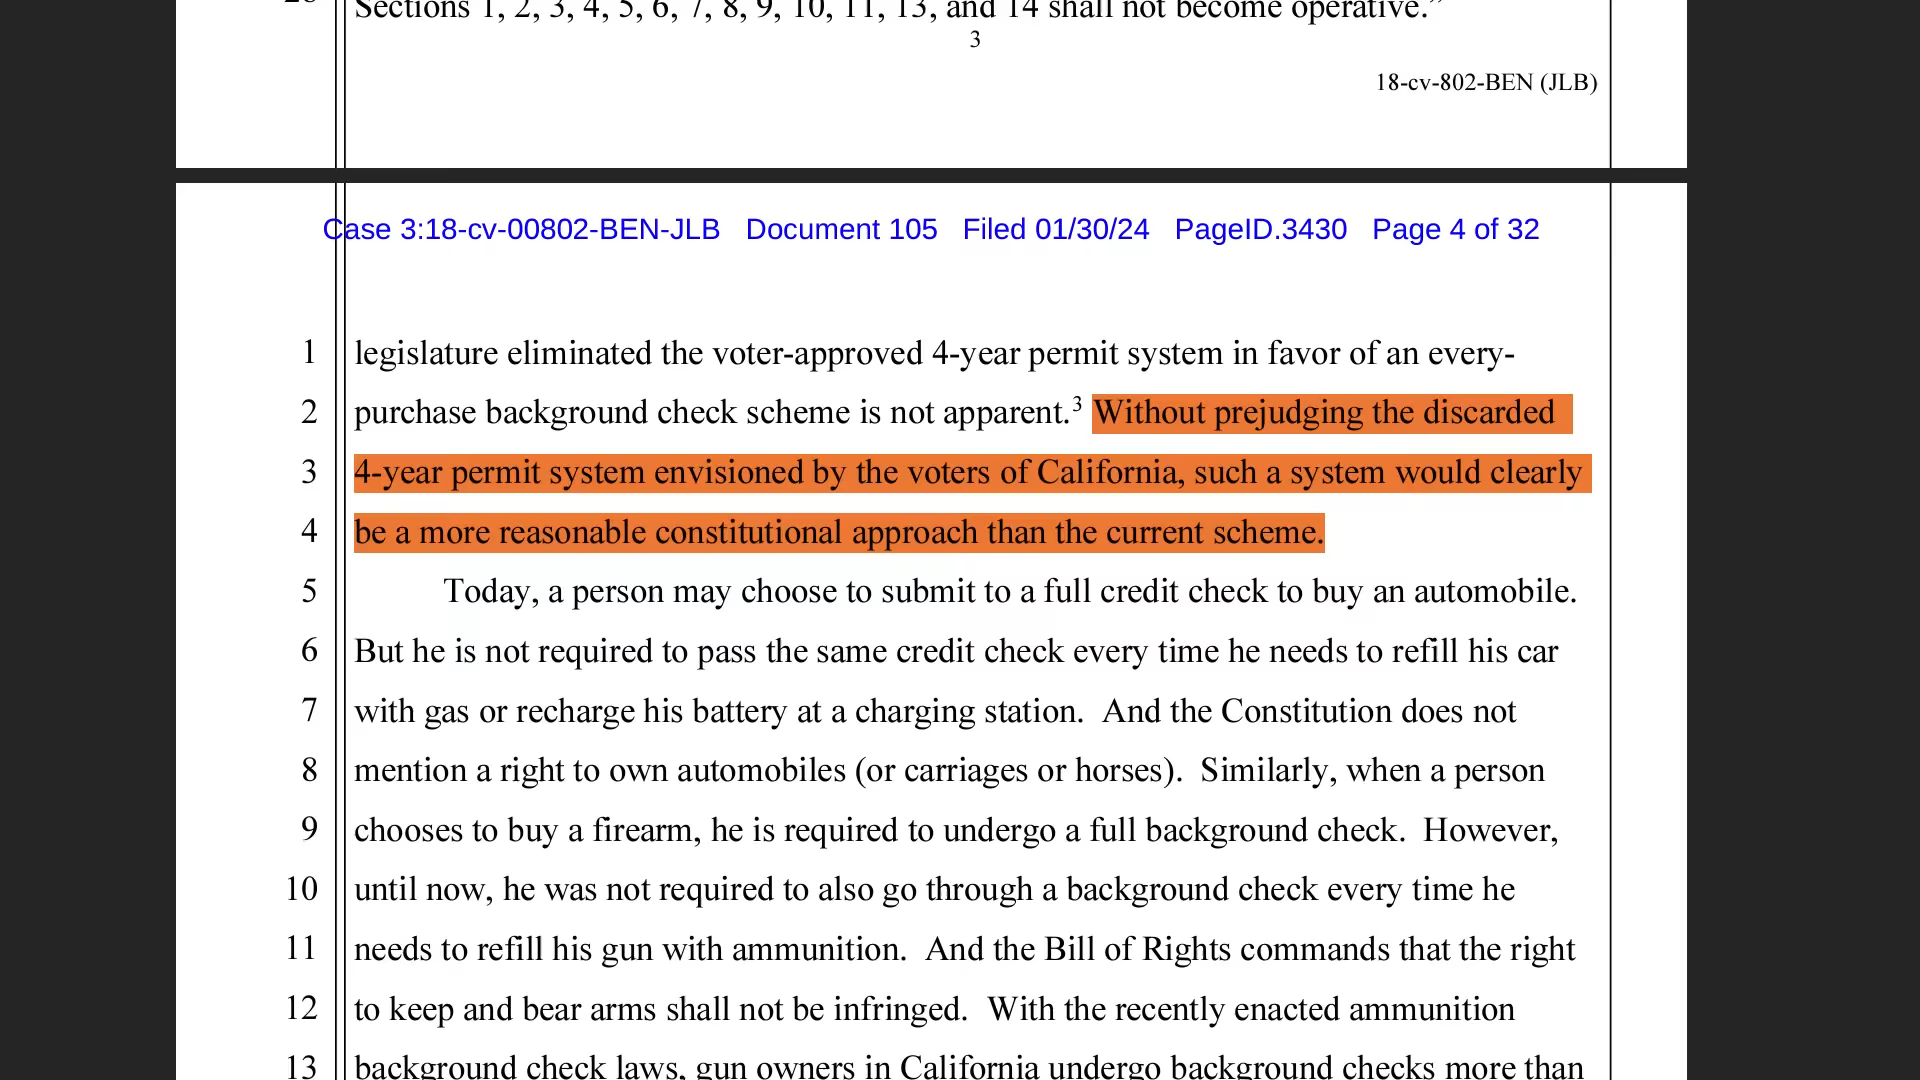 Sections 1, 2, 3, 4, 5, 6, 7, 8, 9, 10, 11, 13, and 14 shall not become operative.”
3
18-cv-802-BEN (JLB)
Case 3:18-cv-00802-BEN-JLB Document 105 Filed 01/30/24 PageID.3430 Page 4 of 32
1 legislature eliminated the voter-approved 4-year permit system in favor of an every-
2 purchase background check scheme is not apparent.3 Without prejudging the discarded
3 4-year permit system envisioned by the voters of California, such a system would clearly
4 be a more reasonable constitutional approach than the current scheme.
5 Today, a person may choose to submit to a full credit check to buy an automobile.
6 But he is not required to pass the same credit check every time he needs to refill his car
7 with gas or recharge his battery at a charging station. And the Constitution does not
8 mention a right to own automobiles (or carriages or horses). Similarly, when a person
9 chooses to buy a firearm, he is required to undergo a full background check. However,
10 until now, he was not required to also go through a background check every time he
11 needs to refill his gun with ammunition. And the Bill of Rights commands that the right
12 to keep and bear arms shall not be infringed. With the recently enacted ammunition
13 background check laws, gun owners in California undergo background checks more than